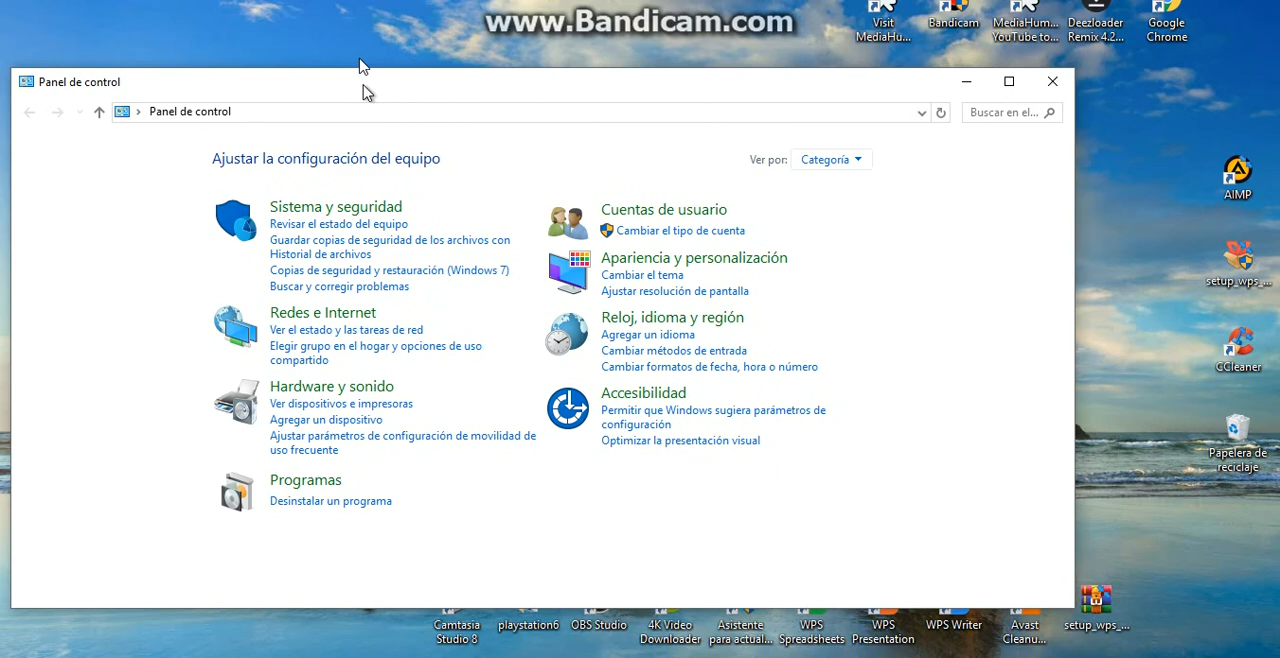 www.Bandicam.com
Visit
MediaHu...
Bandicam
MediaHum...
YouTube to...
Deezloader
Remix 4.2...
Google
Chrome
Panel de control
Panel de control
Buscar en el...
Ajustar la configuración del equipo
Ver por:
Categoría
Sistema y seguridad
Revisar el estado del equipo
Guardar copias de seguridad de los archivos con
Historial de archivos
Copias de seguridad y restauración (Windows 7)
Buscar y corregir problemas
Redes e Internet
Ver el estado y las tareas de red
Elegir grupo en el hogar y opciones de uso
compartido
Hardware y sonido
Ver dispositivos e impresoras
Agregar un dispositivo
Ajustar parámetros de configuración de movilidad de
uso frecuente
Programas
Desinstalar un programa
Cuentas de usuario
Cambiar el tipo de cuenta
Apariencia y personalización
Cambiar el tema
Ajustar resolución de pantalla
Reloj, idioma y región
Agregar un idioma
Cambiar métodos de entrada
Cambiar formatos de fecha, hora o número
Accesibilidad
Permitir que Windows sugiera parámetros de
configuración
Optimizar la presentación visual
AIMP
setup_wps_...
CCleaner
Papelera de
reciclaje
Camtasia
Studio 8
playstation6
OBS Studio
4K Video
Downloader
Asistente
para actual...
WPS
Spreadsheets
WPS
Presentation
WPS Writer
Avast
Cleanu...
setup_wps_...